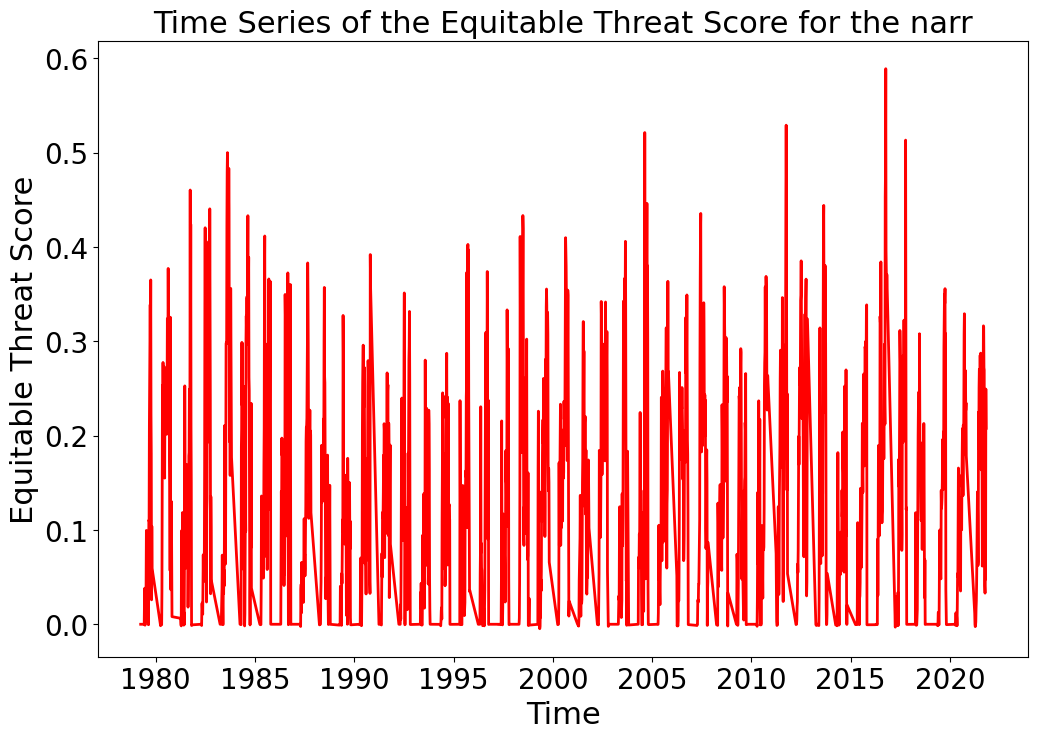 Time Series of the Equitable Threat Score for the narr
Equitable Threat Score
0.6
0.5
0.4
0.3
0.2
0.1
0.0
1980 1985 1990 1995 2000 2005 2010 2015 2020
Time